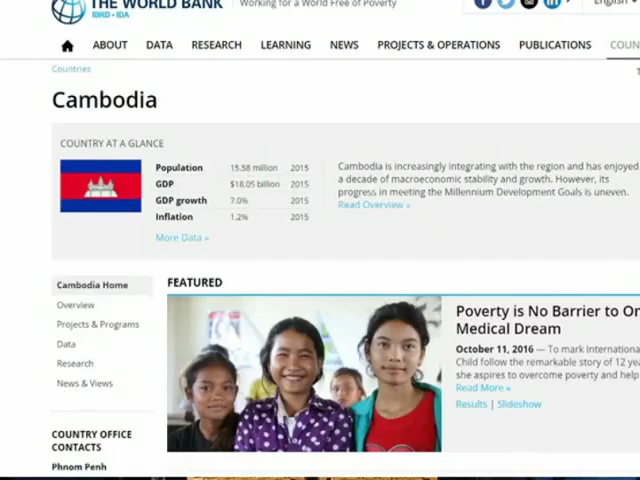 THE WORLD BANK
IBRD • IDA
Working for a World Free of Poverty
English
ABOUT DATA RESEARCH LEARNING NEWS PROJECTS & OPERATIONS PUBLICATIONS COUN
Countries
Cambodia
COUNTRY AT A GLANCE
Population 15.58 million 2015
GDP $18.05 billion 2015
GDP growth 7.0% 2015
Inflation 1.2% 2015
More Data »
Cambodia is increasingly integrating with the region and has enjoyed
a decade of macroeconomic stability and growth. However, its
progress in meeting the Millennium Development Goals is uneven.
Read Overview »
Cambodia Home
Overview
Projects & Programs
Data
Research
News & Views
COUNTRY OFFICE
CONTACTS
Phnom Penh
FEATURED
Poverty is No Barrier to On
Medical Dream
October 11, 2016 — To mark Internationa
Child follow the remarkable story of 12 yea
she aspires to overcome poverty and help
Read More »
Results | Slideshow